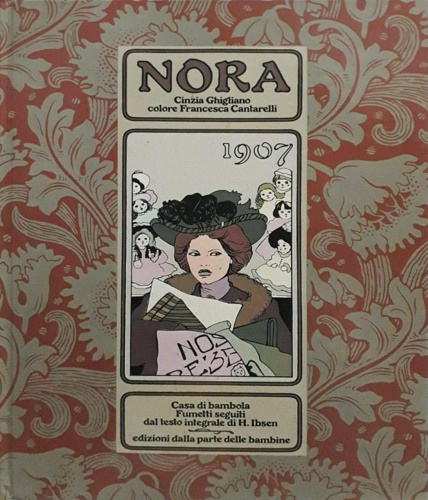 NORA
Cinzia Ghigliano
colore Francesca Cantarelli
1907
NOS
Casa di bambola
Fumetti seguiti
dal testo integrale di H. Ibsen
edizioni dalla parte delle bambine